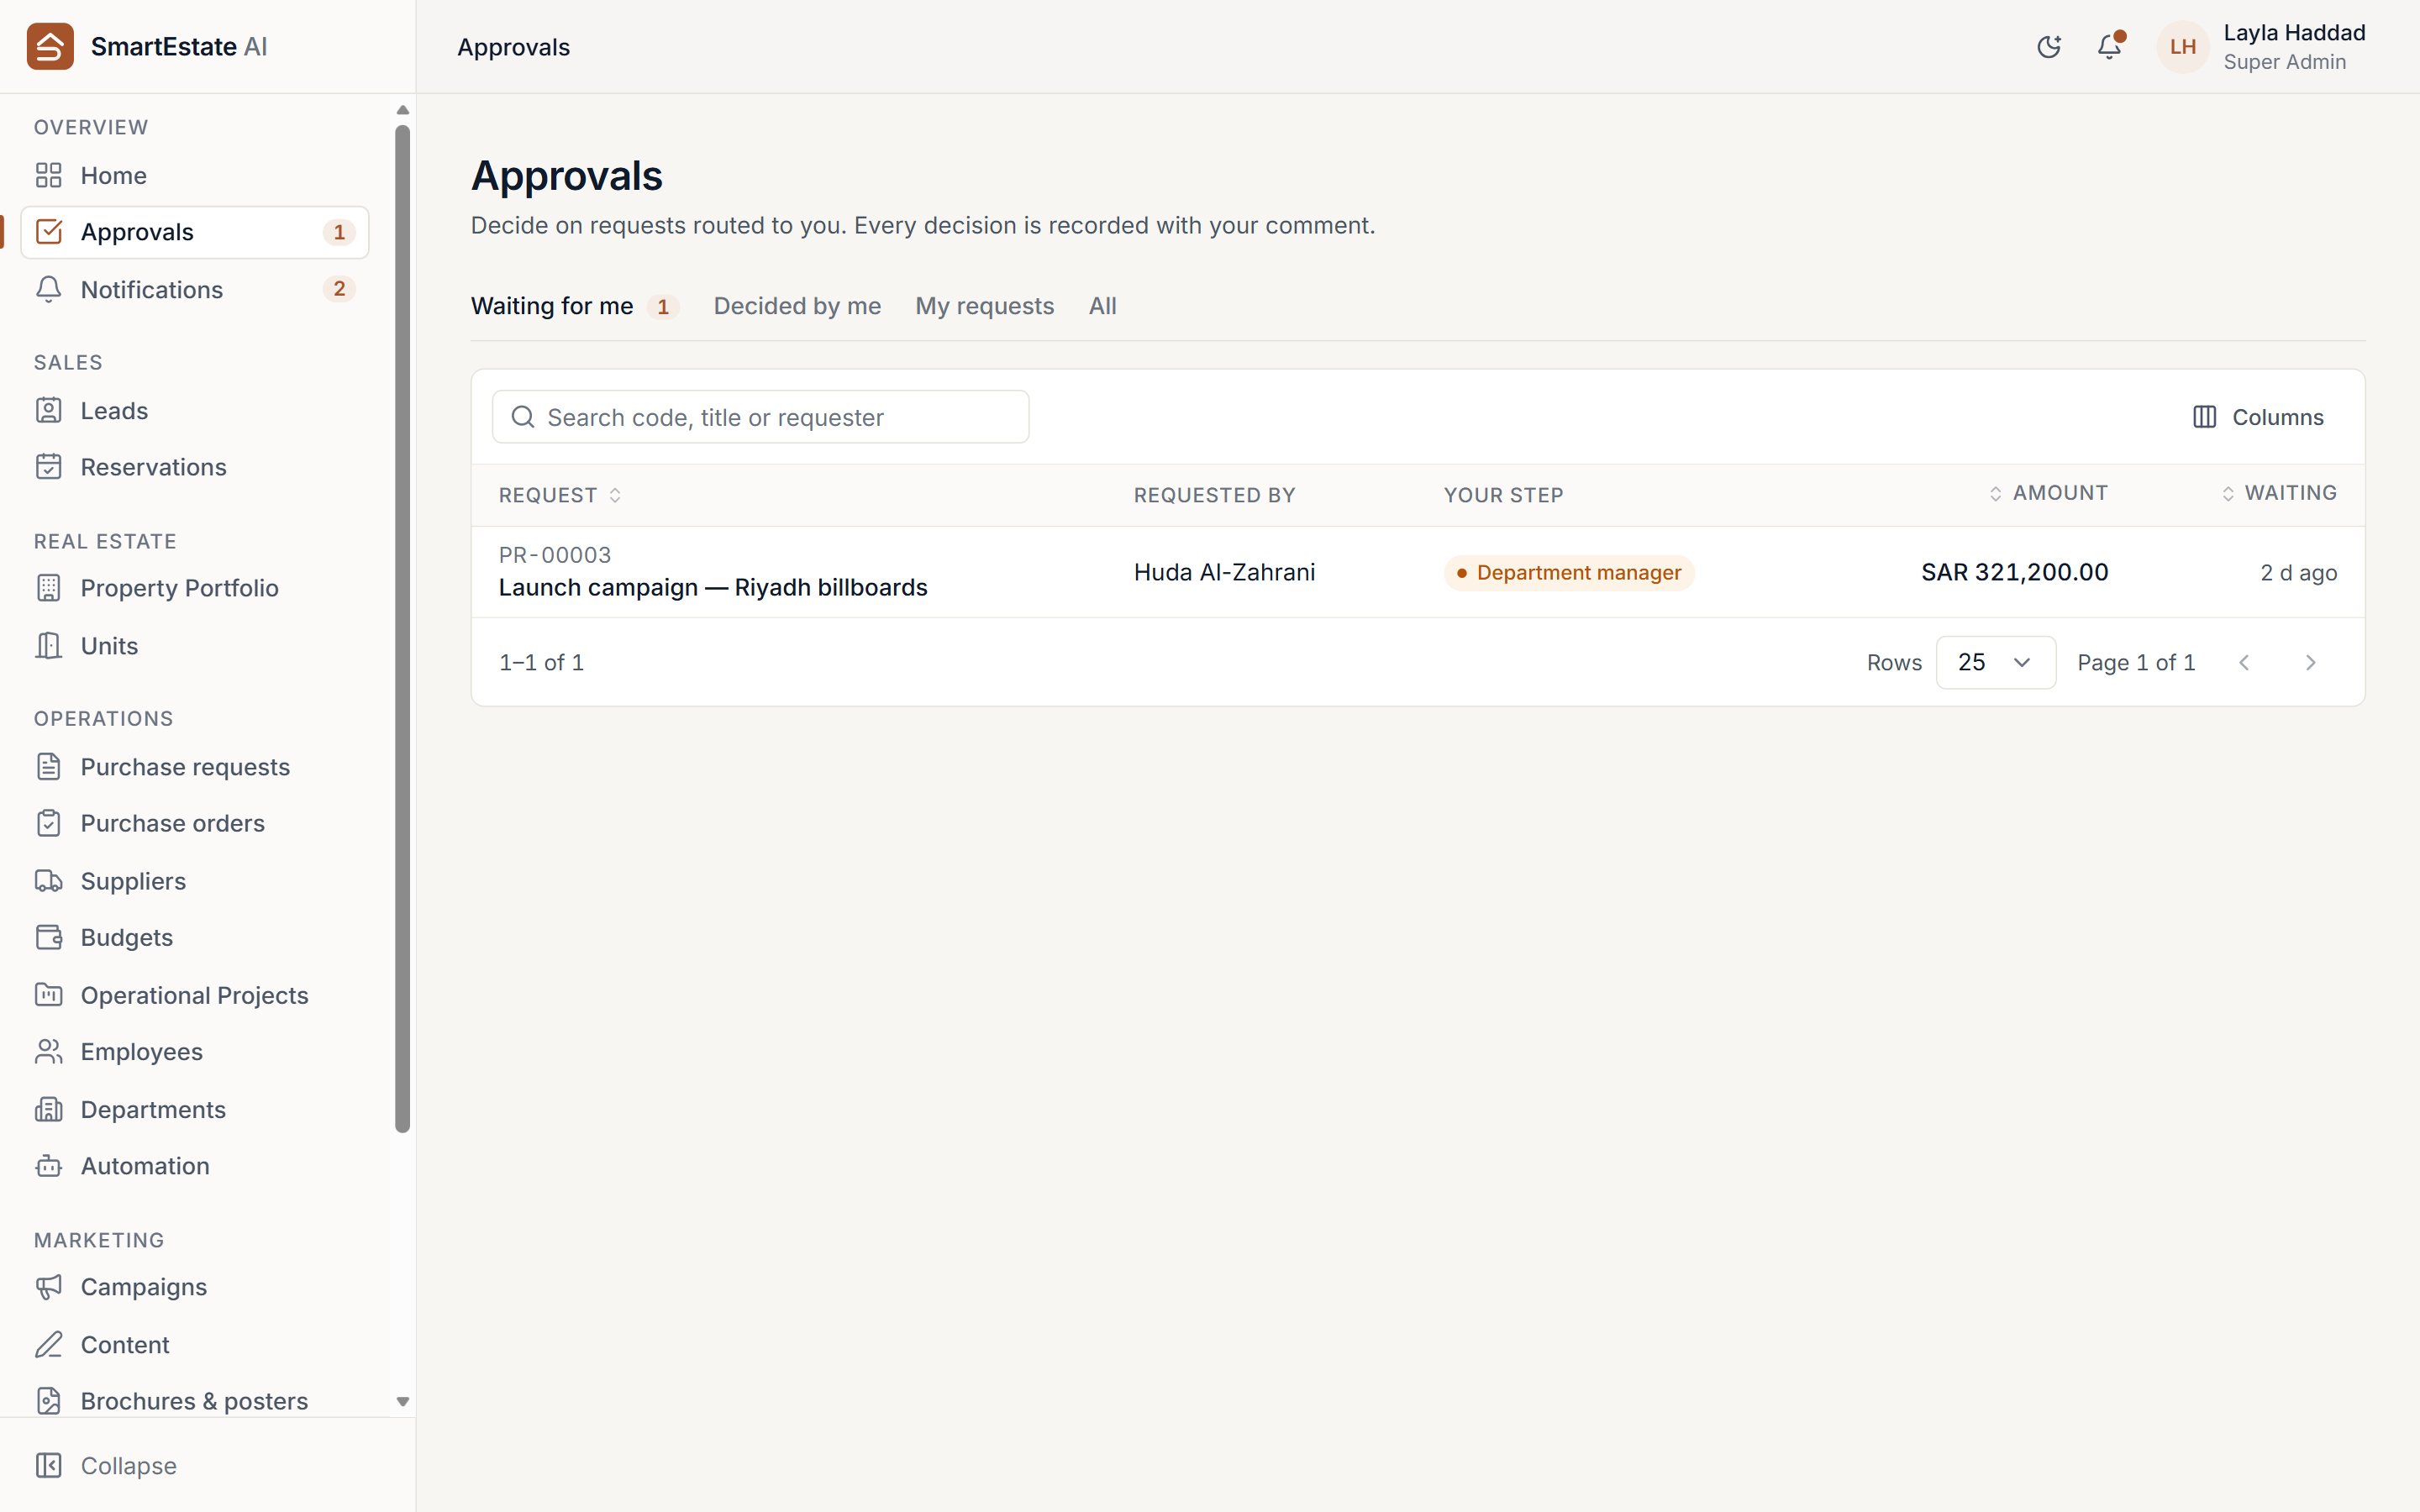 SmartEstate AI
Approvals
LH
Layla Haddad
Super Admin
OVERVIEW
Home
Approvals 1
Notifications 2
SALES
Leads
Reservations
REAL ESTATE
Property Portfolio
Units
OPERATIONS
Purchase requests
Purchase orders
Suppliers
Budgets
Operational Projects
Employees
Departments
Automation
MARKETING
Campaigns
Content
Brochures & posters
Collapse
Approvals
Decide on requests routed to you. Every decision is recorded with your comment.
Waiting for me 1 Decided by me My requests All
Search code, title or requester
Columns
REQUEST REQUESTED BY YOUR STEP AMOUNT WAITING
PR-00003
Launch campaign — Riyadh billboards
Huda Al-Zahrani Department manager SAR 321,200.00 2 d ago
1–1 of 1 Rows 25 Page 1 of 1